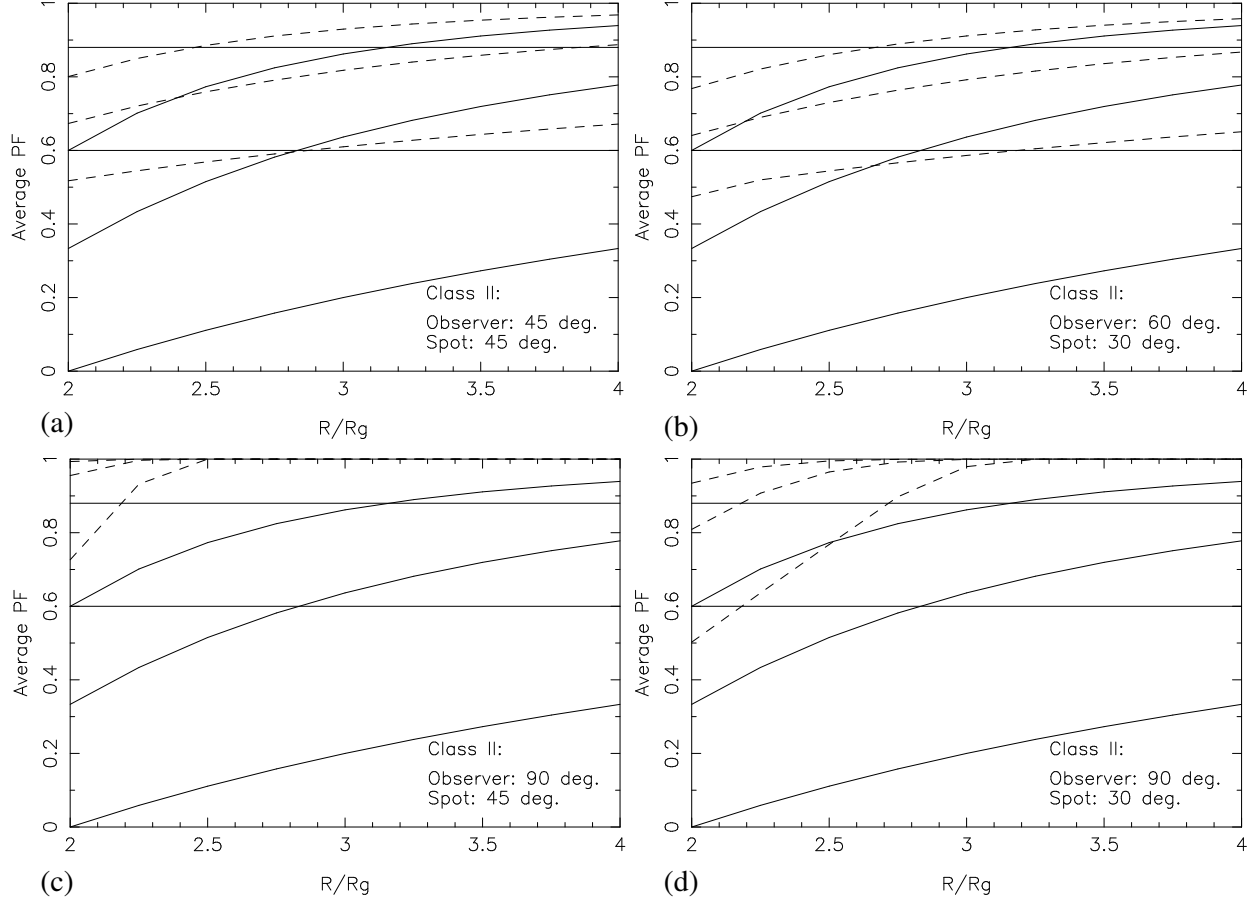 Average PF
0 0.2 0.4 0.6 0.8 1
Class II:
Observer: 45 deg.
Spot: 45 deg.
2 2.5 3 3.5 4
R/Rg
(a)
Average PF
0 0.2 0.4 0.6 0.8 1
Class II:
Observer: 60 deg.
Spot: 30 deg.
2 2.5 3 3.5 4
R/Rg
(b)
Average PF
0 0.2 0.4 0.6 0.8 1
Class II:
Observer: 90 deg.
Spot: 45 deg.
2 2.5 3 3.5 4
R/Rg
(c)
Average PF
0 0.2 0.4 0.6 0.8 1
Class II:
Observer: 90 deg.
Spot: 30 deg.
2 2.5 3 3.5 4
R/Rg
(d)